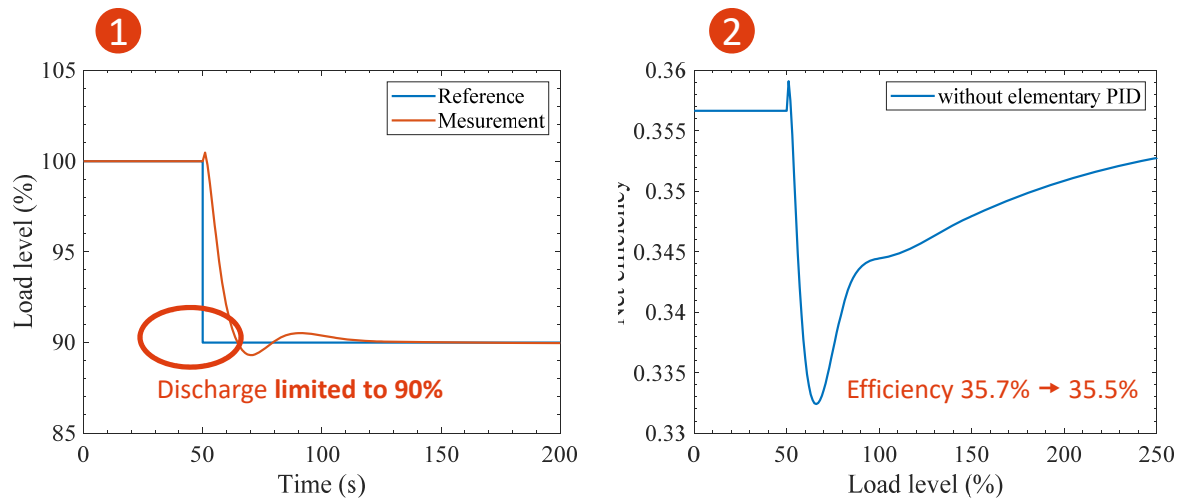 1
105
100
95
90
85
0
50
100
150
200
Load level (%)
Time (s)
Reference
Mesurement
Discharge limited to 90%
2
0.36
0.355
0.35
0.345
0.34
0.335
0.33
0
50
100
150
200
250
Net efficiency
Load level (%)
without elementary PID
Efficiency 35.7% → 35.5%